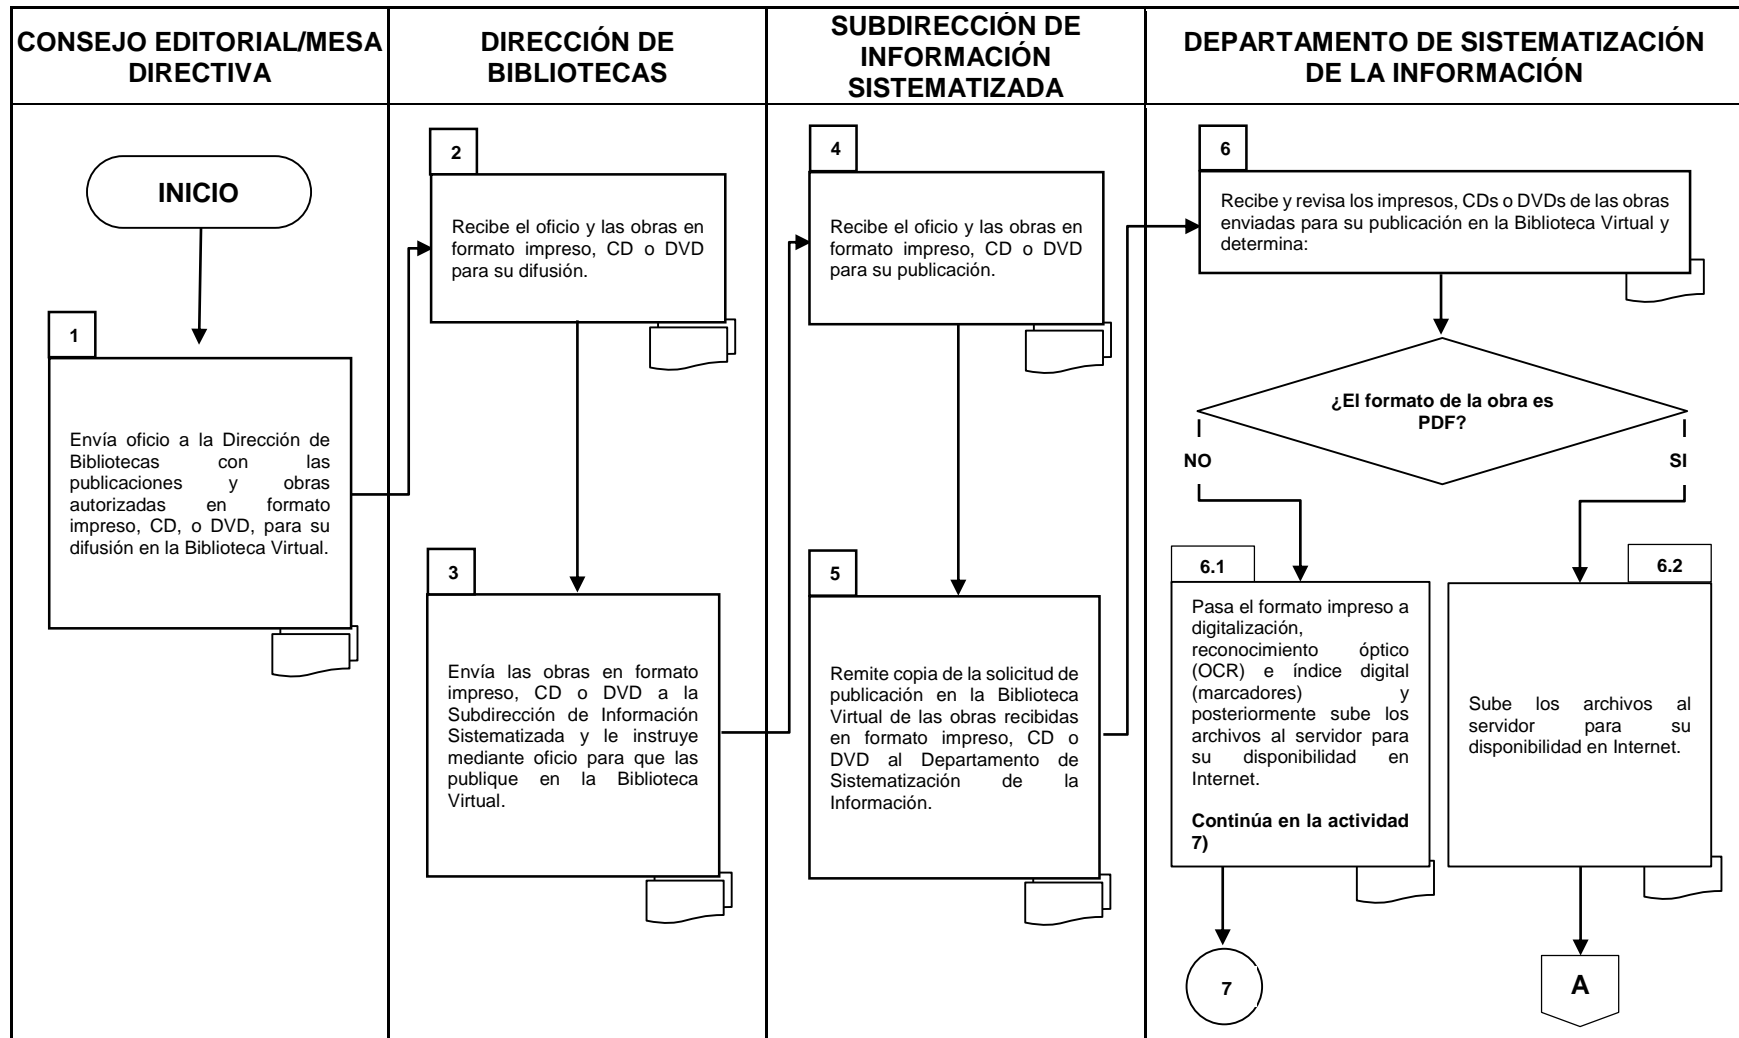 CONSEJO EDITORIAL/MESA
DIRECTIVA
DIRECCIÓN DE
BIBLIOTECAS
SUBDIRECCIÓN DE
INFORMACIÓN
SISTEMATIZADA
DEPARTAMENTO DE SISTEMATIZACIÓN
DE LA INFORMACIÓN
INICIO
1
Envía oficio a la Dirección de
Bibliotecas con las
publicaciones y obras
autorizadas en formato
impreso, CD, o DVD, para su
difusión en la Biblioteca Virtual.
2
Recibe el oficio y las obras en
formato impreso, CD o DVD
para su difusión.
3
Envía las obras en formato
impreso, CD o DVD a la
Subdirección de Información
Sistematizada y le instruye
mediante oficio para que las
publique en la Biblioteca
Virtual.
4
Recibe el oficio y las obras en
formato impreso, CD o DVD
para su publicación.
5
Remite copia de la solicitud de
publicación en la Biblioteca
Virtual de las obras recibidas
en formato impreso, CD o
DVD al Departamento de
Sistematización de la
Información.
6
Recibe y revisa los impresos, CDs o DVDs de las obras
enviadas para su publicación en la Biblioteca Virtual y
determina:
¿El formato de la obra es
PDF?
NO
SI
6.1
Pasa el formato impreso a
digitalización,
reconocimiento óptico
(OCR) e índice digital
(marcadores) y
posteriormente sube los
archivos al servidor para
su disponibilidad en
Internet.
Continúa en la actividad
7)
7
6.2
Sube los archivos al
servidor para su
disponibilidad en Internet.
A